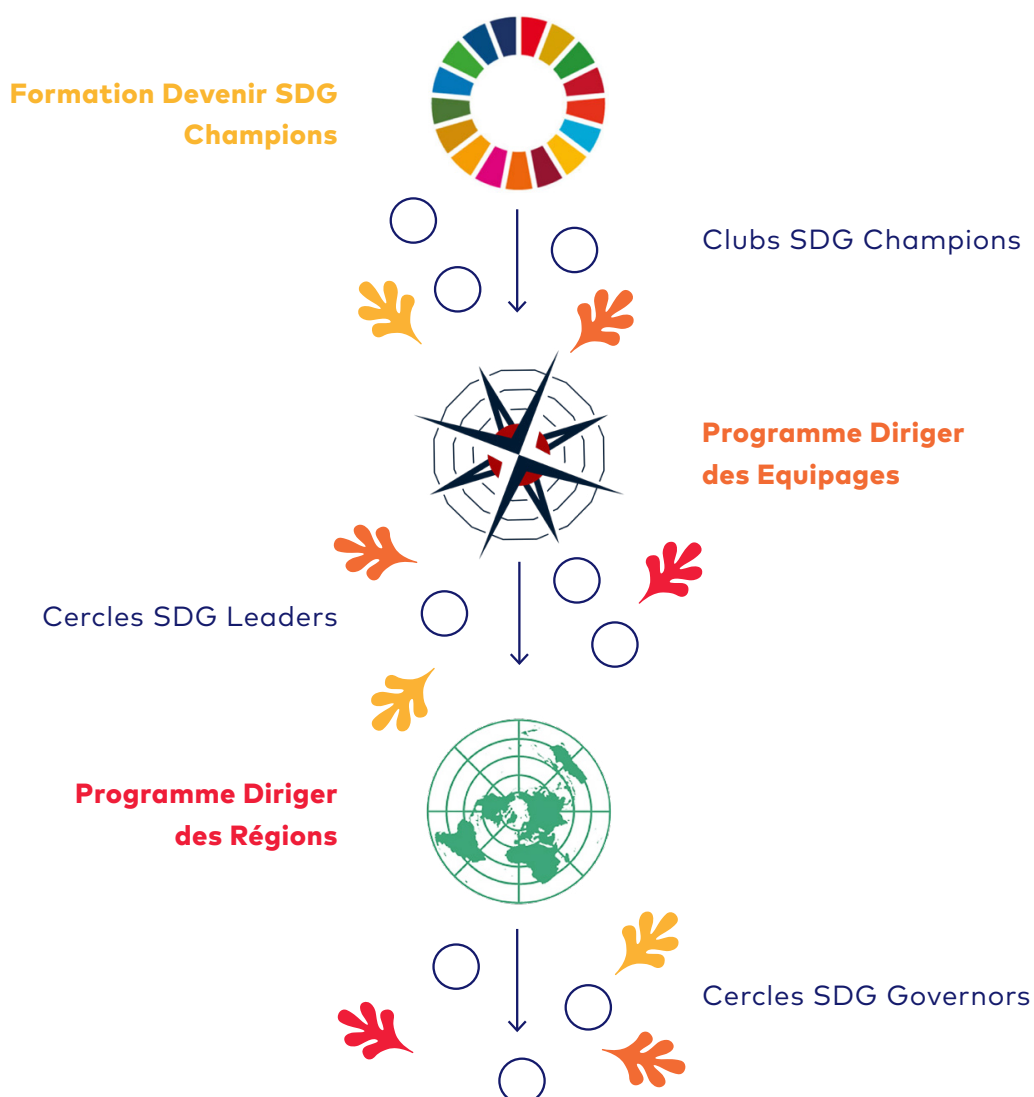 Formation Devenir SDG
Champions
Clubs SDG Champions
Programme Diriger
des Equipages
Cercles SDG Leaders
Programme Diriger
des Régions
Cercles SDG Governors